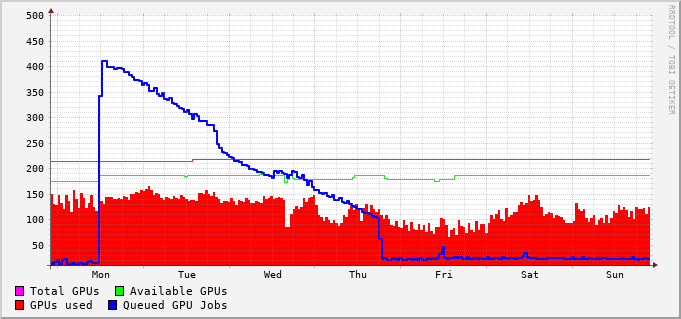 500
450
400
350
300
250
200
150
100
50
Mon Tue Wed Thu Fri Sat Sun
Total GPUs Available GPUs
GPUs used Queued GPU Jobs
RRDTOOL / TOBI OETIKER